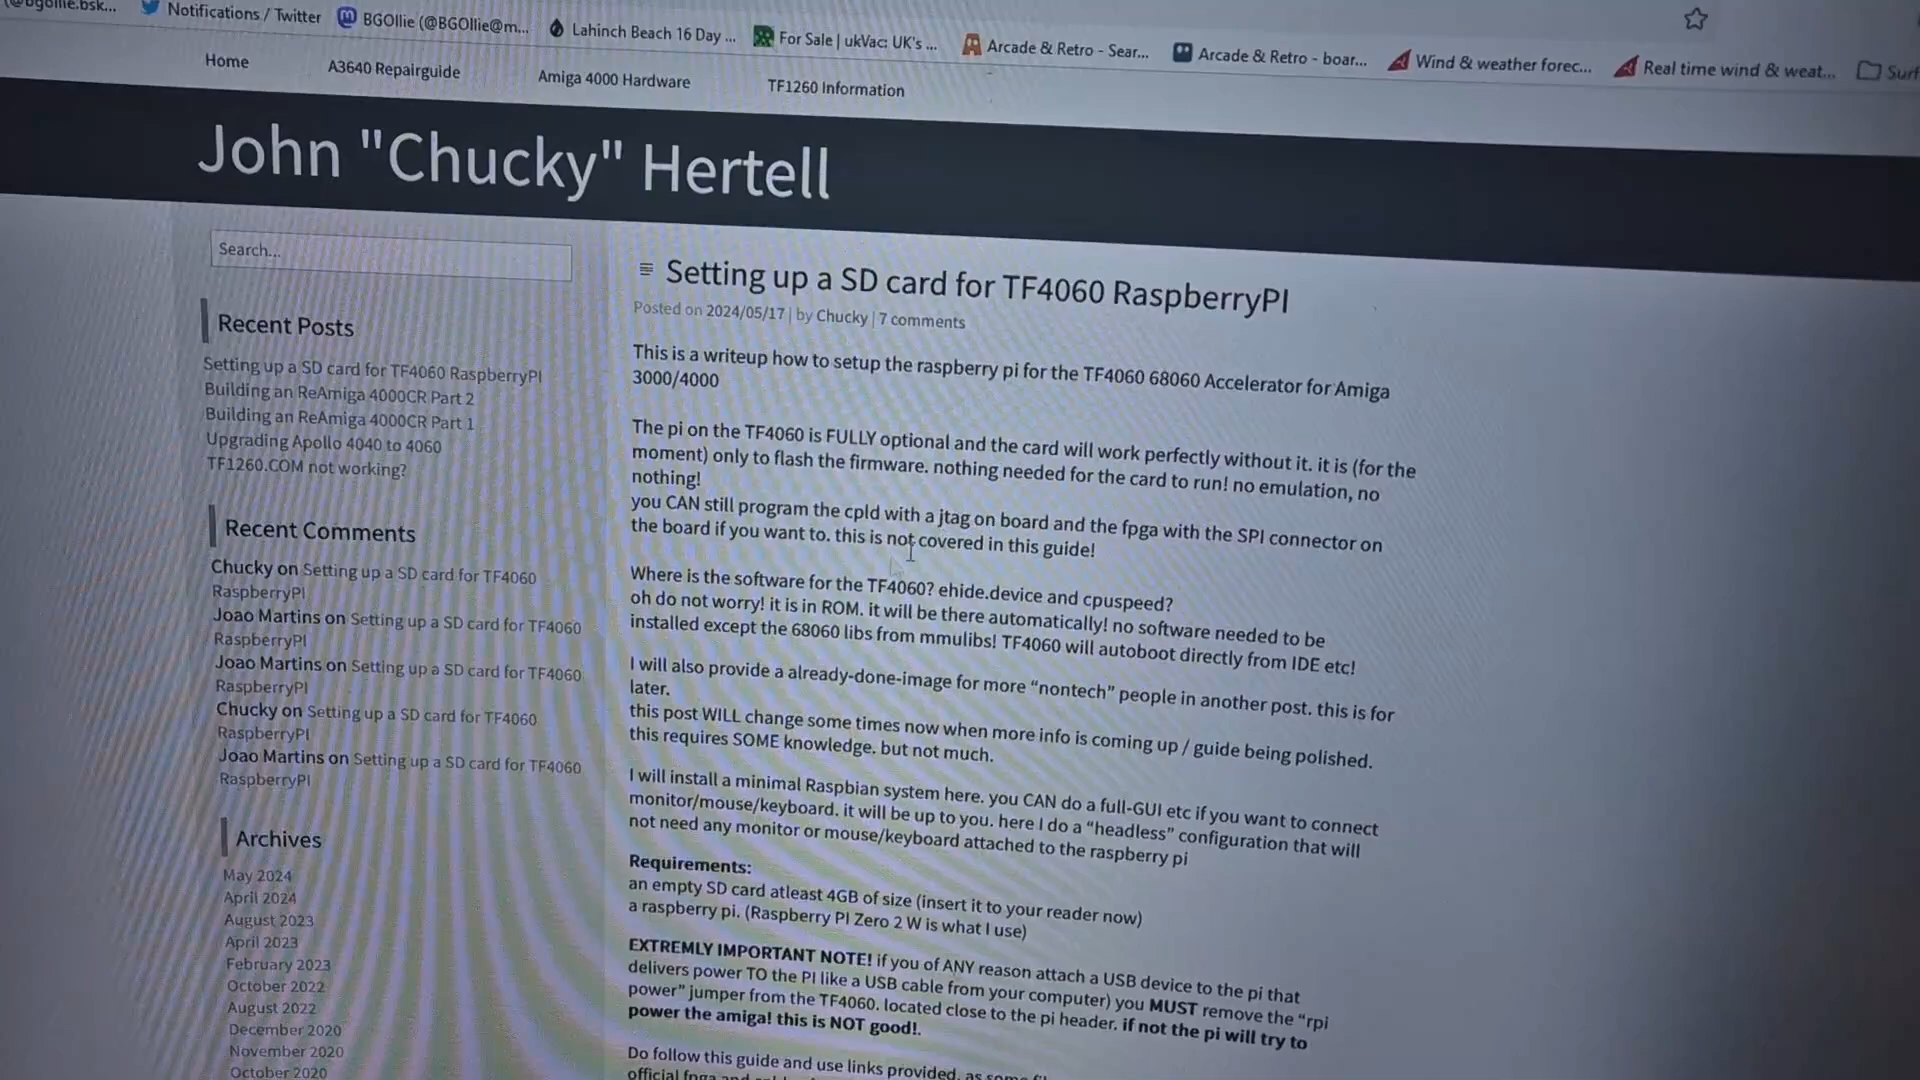 Notifications / Twitter
BGOllie (@BGOllie@m...
Lahinch Beach 16 Day ...
For Sale | ukVac: UK's ...
Arcade & Retro - Sear...
Arcade & Retro - boar...
Wind & weather forec...
Real time wind & weat...
Surf
Home
A3640 Repairguide
Amiga 4000 Hardware
TF1260 Information
John "Chucky" Hertell
Search...
Recent Posts
Setting up a SD card for TF4060 RaspberryPI
Building an ReAmiga 4000CR Part 2
Building an ReAmiga 4000CR Part 1
Upgrading Apollo 4040 to 4060
TF1260.COM not working?
Recent Comments
Chucky on Setting up a SD card for TF4060
RaspberryPI
Joao Martins on Setting up a SD card for TF4060
RaspberryPI
Joao Martins on Setting up a SD card for TF4060
RaspberryPI
Chucky on Setting up a SD card for TF4060
RaspberryPI
Joao Martins on Setting up a SD card for TF4060
RaspberryPI
Archives
May 2024
April 2024
August 2023
April 2023
February 2023
October 2022
August 2022
December 2020
November 2020
October 2020
Setting up a SD card for TF4060 RaspberryPI
Posted on 2024/05/17 | by Chucky | 7 comments
This is a writeup how to setup the raspberry pi for the TF4060 68060 Accelerator for Amiga
3000/4000
The pi on the TF4060 is FULLY optional and the card will work perfectly without it. it is (for the
moment) only to flash the firmware. nothing needed for the card to run! no emulation, no
nothing!
you CAN still program the cpld with a jtag on board and the fpga with the SPI connector on
the board if you want to. this is not covered in this guide!
Where is the software for the TF4060? ehide.device and cpuspeed?
oh do not worry! it is in ROM. it will be there automatically! no software needed to be
installed except the 68060 libs from mmulibs! TF4060 will autoboot directly from IDE etc!
I will also provide a already-done-image for more “nontech” people in another post. this is for
later.
this post WILL change some times now when more info is coming up / guide being polished.
this requires SOME knowledge. but not much.
I will install a minimal Raspbian system here. you CAN do a full-GUI etc if you want to connect
monitor/mouse/keyboard. it will be up to you. here I do a “headless” configuration that will
not need any monitor or mouse/keyboard attached to the raspberry pi
Requirements:
an empty SD card atleast 4GB of size (insert it to your reader now)
a raspberry pi. (Raspberry PI Zero 2 W is what I use)
EXTREMLY IMPORTANT NOTE! if you of ANY reason attach a USB device to the pi that
delivers power TO the PI like a USB cable from your computer) you MUST remove the “rpi
power” jumper from the TF4060. located close to the pi header. if not the pi will try to
power the amiga! this is NOT good!.
Do follow this guide and use links provided. as some
official fpga and